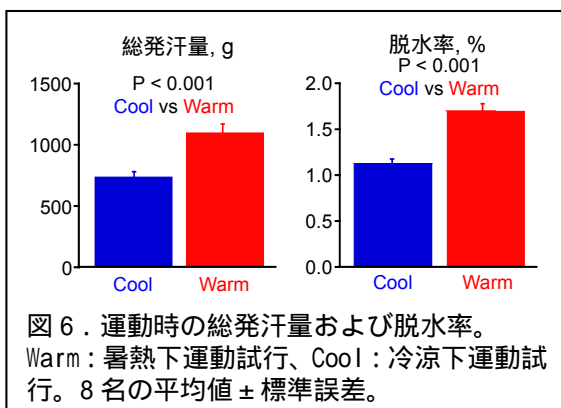 総発汗量, g
P < 0.001
Cool vs Warm
1500
1000
500
0
Cool
Warm
脱水率, %
P < 0.001
Cool vs Warm
2.0
1.5
1.0
0.5
0.0
Cool
Warm
図 6 . 運動時の総発汗量および脱水率。
Warm : 暑熱下運動試行、Cool : 冷涼下運動試
行。8 名の平均値 ± 標準誤差。